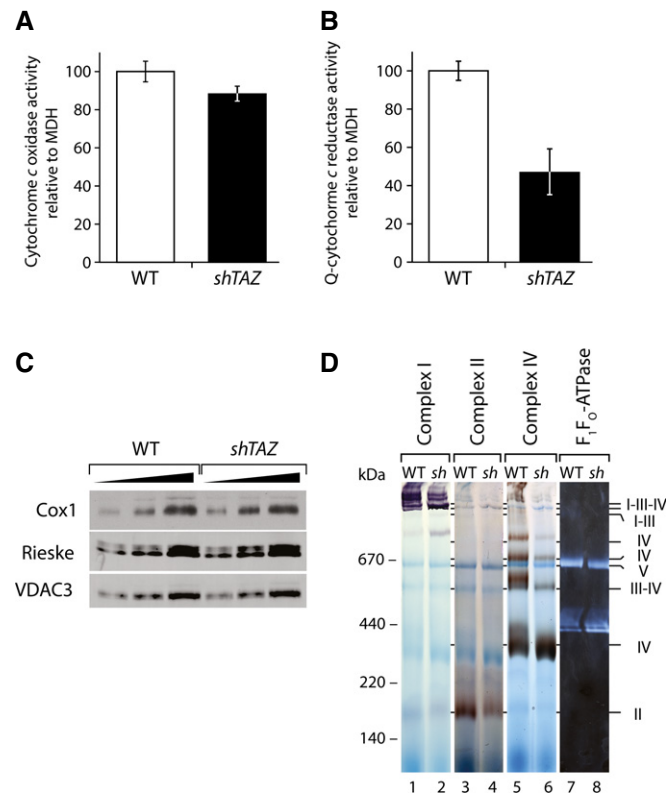 A
Cytochrome c oxidase activity
relative to MDH
100
80
60
40
20
0
WT
shTAZ
B
Q-cytochorme c reductase activity
relative to MDH
100
80
60
40
20
0
WT
shTAZ
C
WT
shTAZ
Cox1
Rieske
VDAC3
D
Complex I
Complex II
Complex IV
F1FO-ATPase
kDa
WT sh WT sh WT sh WT sh
670
440
220
140
I-III-IV
I-III
IV
IV
V
III-IV
IV
II
1 2 3 4 5 6 7 8